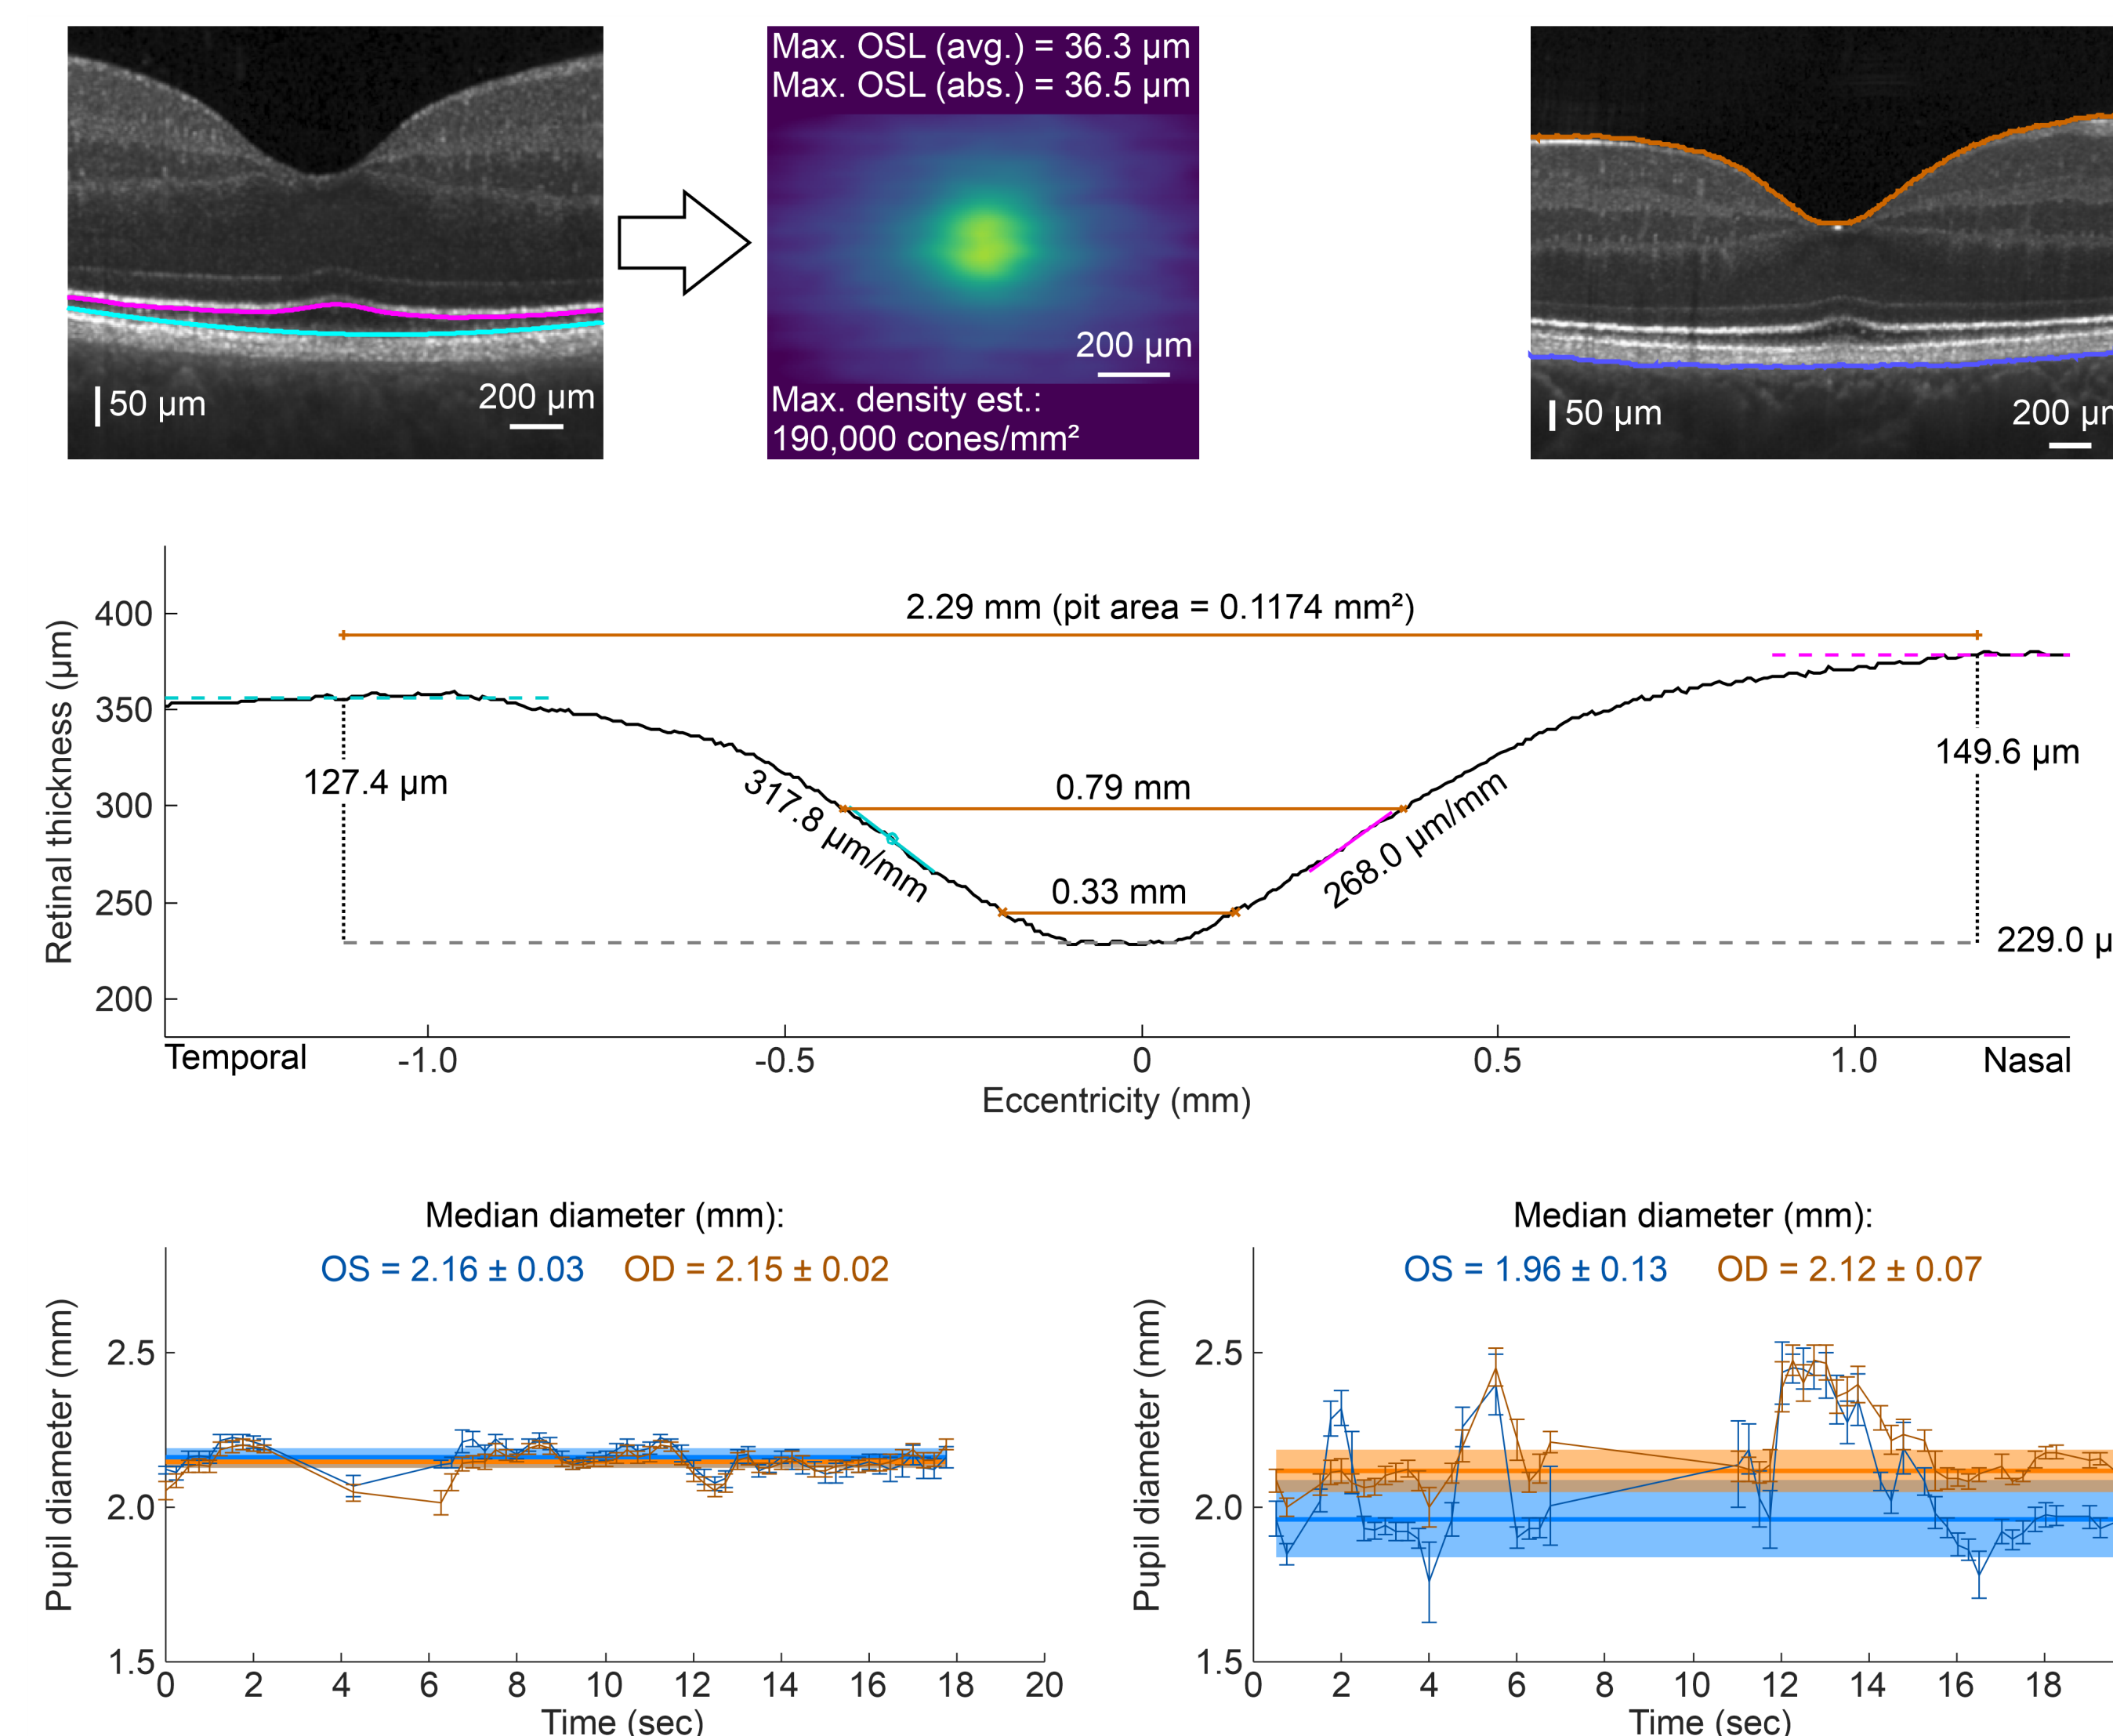 Max. OSL (avg.) = 36.3 µm
Max. OSL (abs.) = 36.5 µm
200 µm
Max. density est.:
190,000 cones/mm²
50 µm
200 µm
50 µm
200 µm
Retinal thickness (µm)
400
350
300
250
200
2.29 mm (pit area = 0.1174 mm²)
127.4 µm
149.6 µm
0.79 mm
317.8 µm/mm
268.0 µm/mm
0.33 mm
229.0 µ
Temporal
-1.0
-0.5
0
0.5
1.0
Nasal
Eccentricity (mm)
Median diameter (mm):
OS = 2.16 ± 0.03
OD = 2.15 ± 0.02
Pupil diameter (mm)
2.5
2.0
1.5
0
2
4
6
8
10
12
14
16
18
20
Time (sec)
Median diameter (mm):
OS = 1.96 ± 0.13
OD = 2.12 ± 0.07
Pupil diameter (mm)
2.5
2.0
1.5
0
2
4
6
8
10
12
14
16
18
Time (sec)